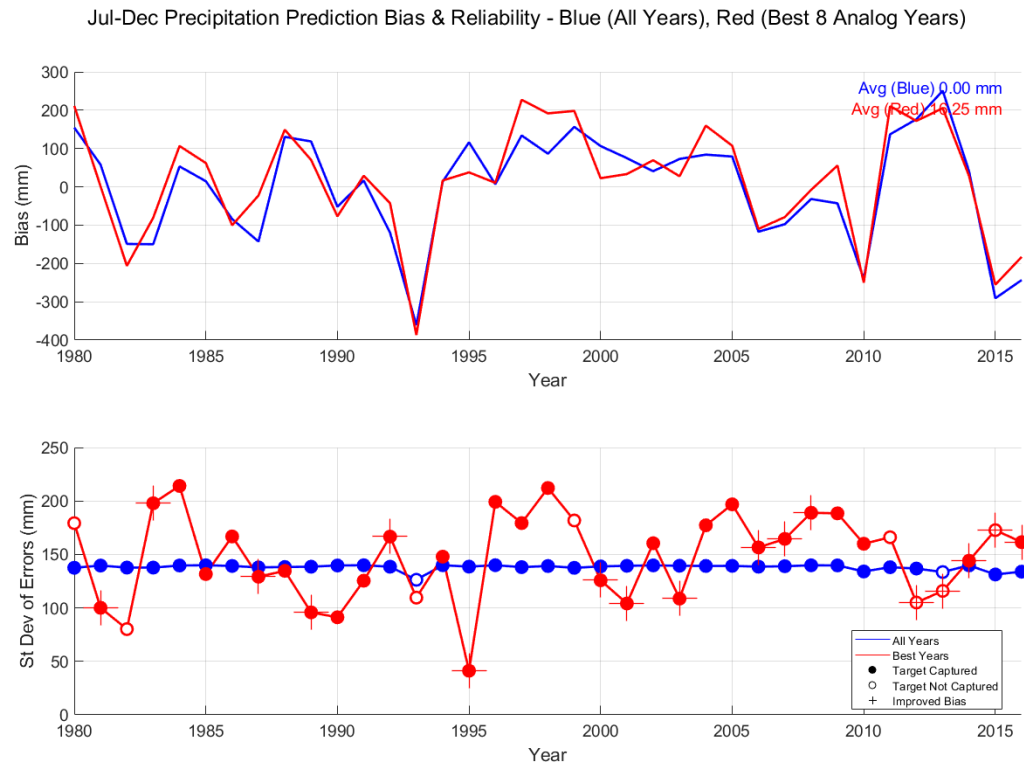 Jul-Dec Precipitation Prediction Bias & Reliability - Blue (All Years), Red (Best 8 Analog Years)
300
200
100
0
-100
-200
-300
-400
Bias (mm)
Avg (Blue) 0.00 mm
Avg (Red) 16.25 mm
1980
1985
1990
1995
2000
2005
2010
2015
Year
250
200
150
100
50
0
St Dev of Errors (mm)
All Years
Best Years
Target Captured
Target Not Captured
Improved Bias
1980
1985
1990
1995
2000
2005
2010
2015
Year